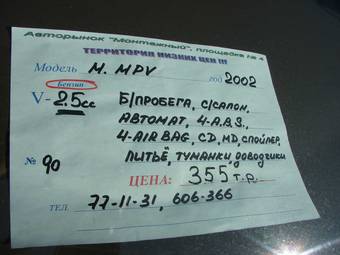 Авторынок "Монтажный", площадка № 4
ТЕРРИТОРИЯ НИЗКИХ ЦЕН !!!
Модель M. MPV год 2002
Бензин
V- 2.5cc Б/ПРОБЕГА, С/САЛОН,
АВТОМАТ, 4.A.B.S,
4-AIR BAG, CD, MD, СПОЙЛЕР,
№ 90 ЛИТЬЁ, ТУМАНКИ, ДОВОДЧИКИ,
ЦЕНА: 355 т.р.
ТЕЛ. 77-11-31, 606-366